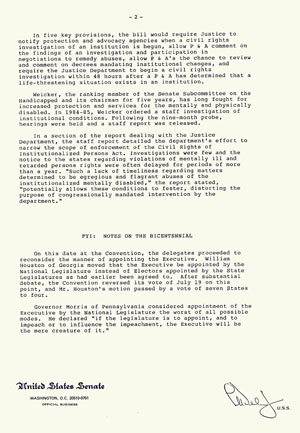 - 2 -
In five key provisions, the bill would require Justice to
notify protection and advocacy agencies when a civil rights
investigation of an institution is begun, allow P & A comment on
the findings of an investigation and participation in
negotiations to remedy abuses, allow P & A's the chance to review
and comment on decrees mandating institutional changes, and
require the Justice Department to begin a civil rights
investigation within 48 hours after a P & A has determined that a
life-threatening situation exists in an institution.
Weicker, the ranking member of the Senate Subcommittee on the
Handicapped and its chairman for five years, has long fought for
increased protection and services for the mentally and physically
disabled. In 1984-85, Weicker ordered a staff investigation of
institutional conditions. Following the nine-month probe,
hearings were held and a staff report was released.
In a section of the report dealing with the Justice
Department, the staff report detailed the department's effort to
narrow the scope of enforcement of the Civil Rights of
Institutionalized Persons Act. Investigations were few and the
notice to the states regarding violations of mentally ill and
retarded persons rights were often delayed for periods of more
than a year. "Such a lack of timeliness regarding matters
determined to be egregious and flagrant abuses of the
institutionalized mentally disabled," the report stated,
"potentially allows these conditions to fester, distorting the
purpose of congressionally mandated intervention by the
department."
FYI: NOTES ON THE BICENTENNIAL
On this date at the Convention, the delegates proceeded to
reconsider the manner of appointing the Executive. William
Houston of Georgia moved that the Executive be appointed by the
National Legislature instead of Electors appointed by the State
Legislatures as had earlier been agreed to. After substantial
debate, the Convention reversed its vote of July 19 on this
point, and Mr. Houston's motion passed by a vote of seven States
to four.
Governor Morris of Pennsylvania considered appointment of the
Executive by the National Legislature the worst of all possible
modes. He declared "if the legislature is to appoint, and to
impeach or to influence the impeachment, the Executive will be
the mere creature of it."
United States Senate
WASHINGTON, D.C. 20510-0701
OFFICIAL BUSINESS
U.S.S.